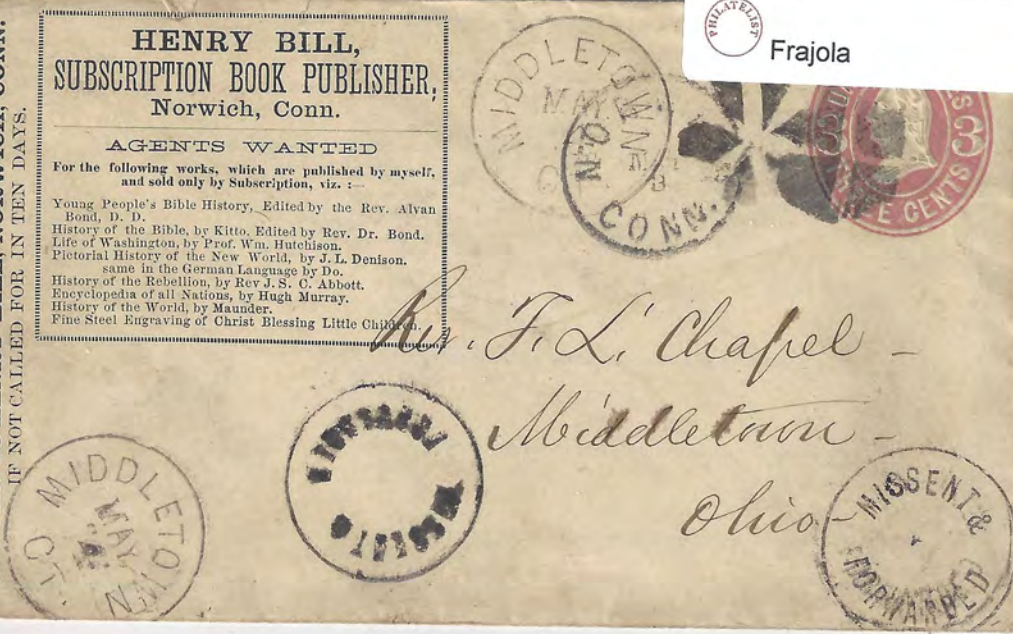 PHILATELIST
Frajola
HENRY BILL,
SUBSCRIPTION BOOK PUBLISHER,
Norwich, Conn.
AGENTS WANTED
For the following works, which are published by myself,
and sold only by Subscription, viz. :—
Young People's Bible History, Edited by the Rev. Alvan
Bond, D. D.
History of the Bible, by Kitto. Edited by Rev. Dr. Bond.
Life of Washington, by Prof. Wm. Hutchison.
Pictorial History of the New World, by J. L. Denison.
same in the German Language by Do.
History of the Rebellion, by Rev J. S. C. Abbott.
Encyclopedia of all Nations, by Hugh Murray.
History of the World, by Maunder.
Fine Steel Engraving of Christ Blessing Little Children.
NORWICH, CONN.
IF NOT CALLED FOR IN TEN DAYS.
MIDDLETOWN
MAY
CONN.
3
CENTS
Rev. F. L. Chapel -
Middletown -
Ohio -
MIDDLETOWN
MAY
CT
MISSENT &
FORWARDED